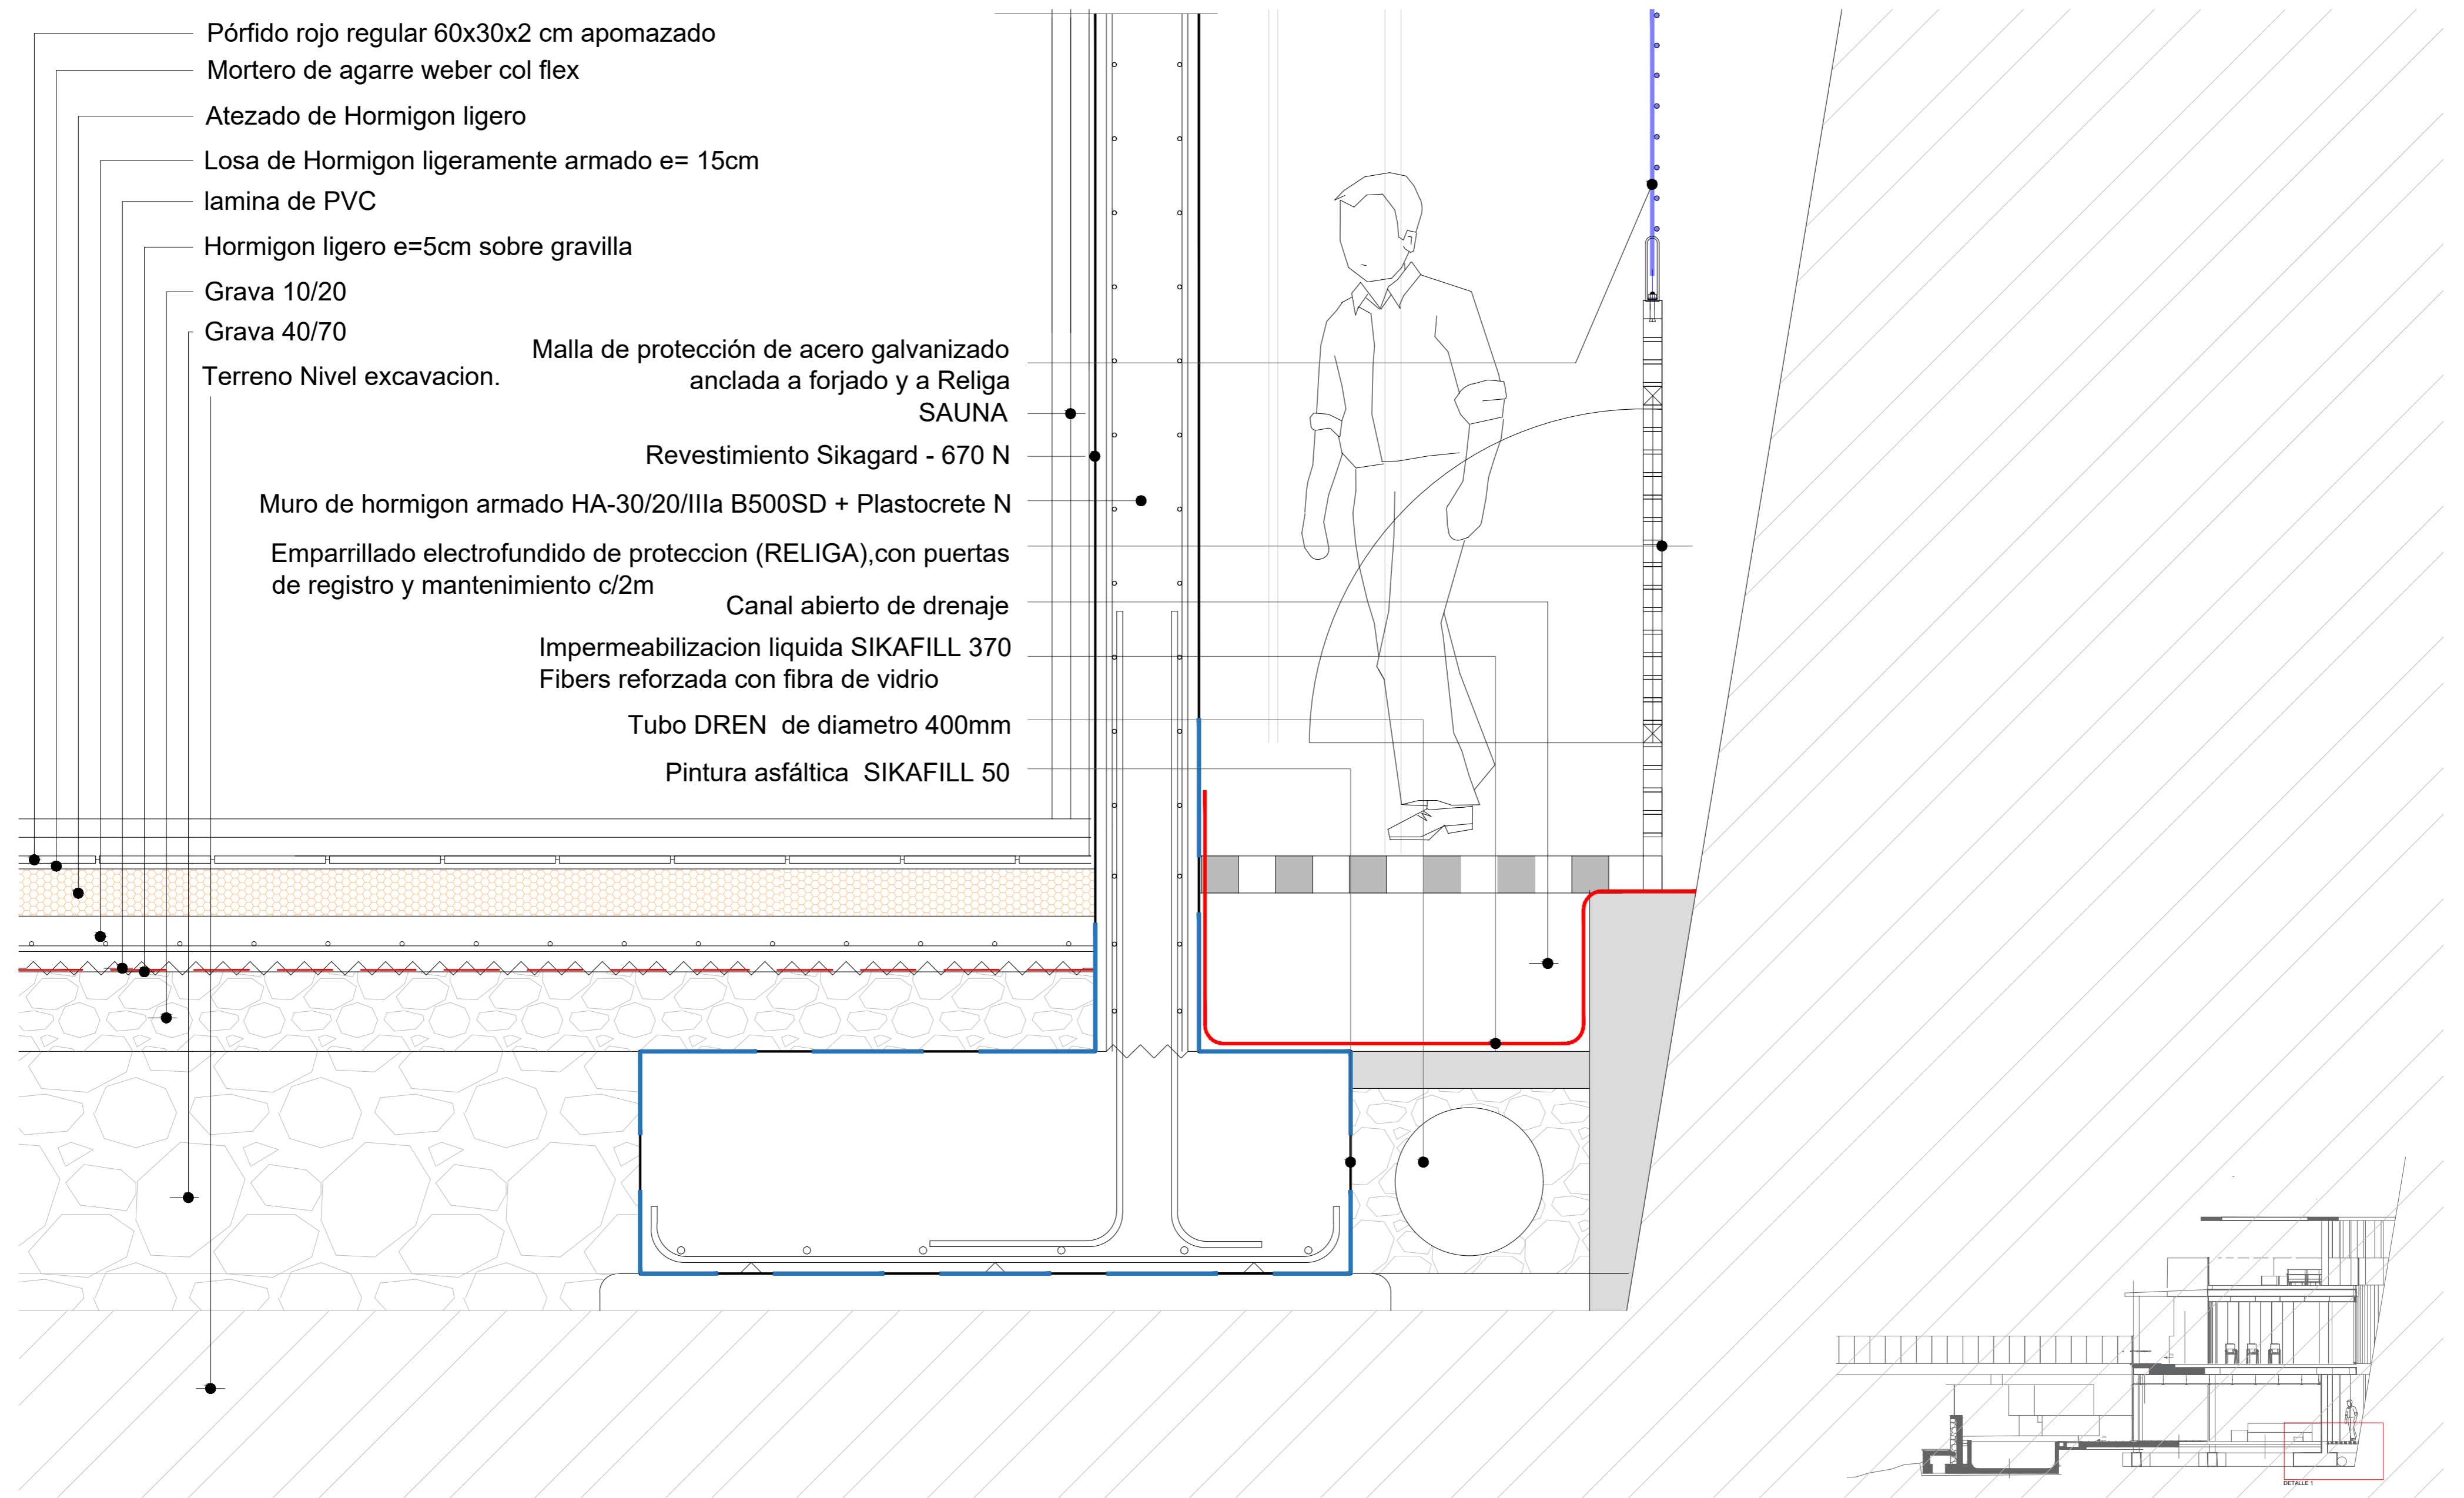 Pórfido rojo regular 60x30x2 cm apomazado
Mortero de agarre weber col flex
Atezado de Hormigon ligero
Losa de Hormigon ligeramente armado e= 15cm
lamina de PVC
Hormigon ligero e=5cm sobre gravilla
Grava 10/20
Grava 40/70
Terreno Nivel excavacion.
Malla de protección de acero galvanizado
anclada a forjado y a Religa
SAUNA
Revestimiento Sikagard - 670 N
Muro de hormigon armado HA-30/20/IIIa B500SD + Plastocrete N
Emparrillado electrofundido de proteccion (RELIGA),con puertas
de registro y mantenimiento c/2m
Canal abierto de drenaje
Impermeabilizacion liquida SIKAFILL 370
Fibers reforzada con fibra de vidrio
Tubo DREN  de diametro 400mm
Pintura asfáltica  SIKAFILL 50
DETALLE 1